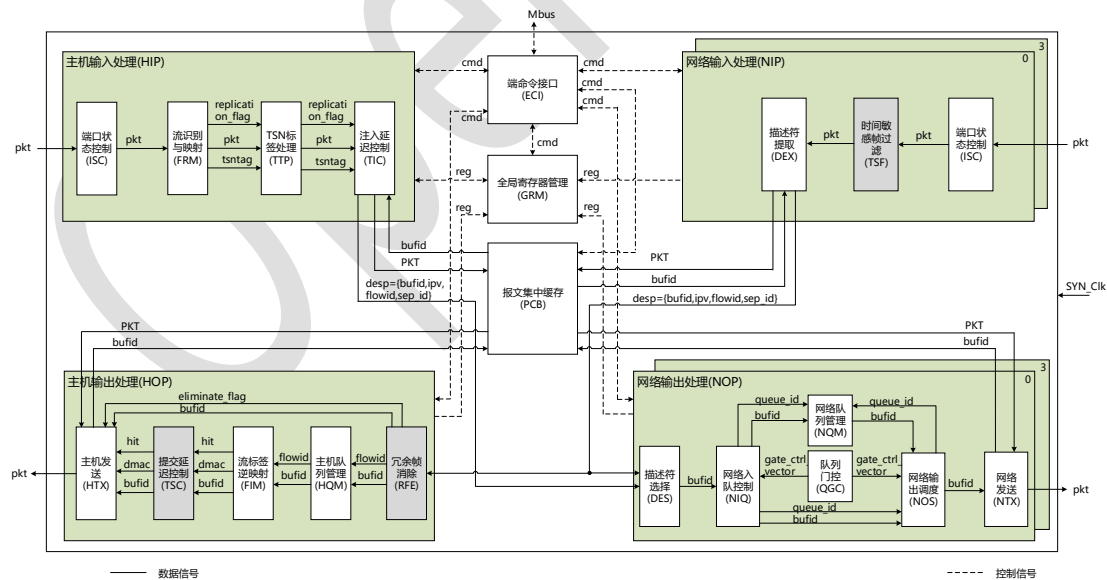 Mbus
主机输入处理(HIP)
replicati
on_flag
replicati
on_flag
端口状
态控制
(ISC)
流识别
与映射
(FRM)
TSN标
签处理
(TTP)
注入延
迟控制
(TIC)
pkt
pkt
pkt
pkt
tsntag
tsntag
cmd
cmd
cmd
cmd
cmd
cmd
端命令接口
(ECI)
reg
reg
reg
reg
全局寄存器管理
(GRM)
3
0
网络输入处理(NIP)
描述符
提取
(DEX)
时间敏
感帧过
滤
(TSF)
端口状
态控制
(ISC)
pkt
pkt
pkt
bufid
PKT
desp={bufid,ipv,
flowid,sep_id}
报文集中缓存
(PCB)
PKT
bufid
desp={bufid,ipv,flowid,sep_id}
SYN_Clk
PKT
bufid
PKT
bufid
主机输出处理(HOP)
eliminate_flag
bufid
pkt
主机发
送
(HTX)
hit
dmac
bufid
提交延
迟控制
(TSC)
hit
dmac
bufid
流标签
逆映射
(FIM)
flowid
bufid
主机队
列管理
(HQM)
flowid
bufid
冗余帧
消除
(RFE)
3
0
网络输出处理(NOP)
描述符
选择
(DES)
bufid
网络入
队控制
(NIQ)
queue_id
bufid
网络队
列管理
(NQM)
queue_id
bufid
gate_ctrl_
vector
队列
门控
(QGC)
gate_ctrl_
vector
queue_id
bufid
网络输
出调度
(NOS)
bufid
网络
发送
(NTX)
pkt
数据信号
控制信号